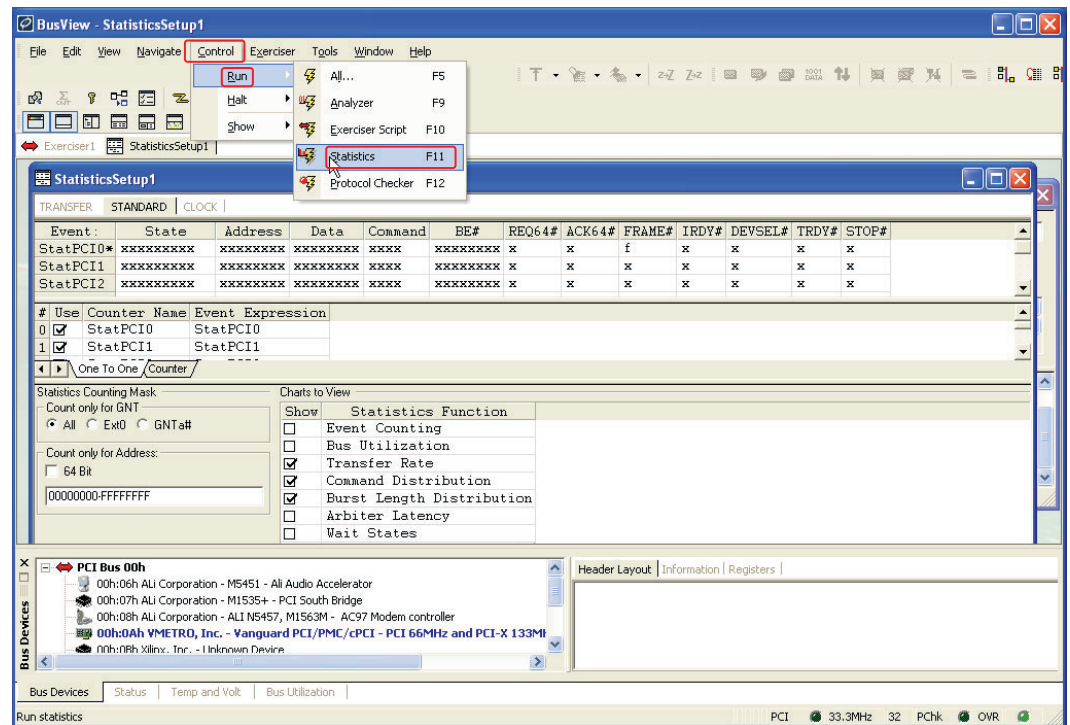 BusView - StatisticsSetup1
File Edit View Navigate Control Exerciser Tools Window Help
Run
Halt
Show
All... F5
Analyzer F9
Exerciser Script F10
Statistics F11
Protocol Checker F12
Exerciser1 StatisticsSetup1
StatisticsSetup1
TRANSFER STANDARD CLOCK
Event: State Address Data Command BE# REQ64# ACK64# FRAME# IRDY# DEVSEL# TRDY# STOP#
StatPCI0* xxxxxxxxx xxxxxxxx xxxxxxxx xxxx xxxxxxxx x x f x x x x
StatPCI1 xxxxxxxxx xxxxxxxx xxxxxxxx xxxx xxxxxxxx x x x x x x x
StatPCI2 xxxxxxxxx xxxxxxxx xxxxxxxx xxxx xxxxxxxx x x x x x x x
# Use Counter Name Event Expression
0 StatPCI0 StatPCI0
1 StatPCI1 StatPCI1
One To One Counter
Statistics Counting Mask
Count only for GNT
All Ext0 GNTa#
Count only for Address:
64 Bit
00000000-FFFFFFFF
Charts to View
Show Statistics Function
Event Counting
Bus Utilization
Transfer Rate
Command Distribution
Burst Length Distribution
Arbiter Latency
Wait States
Bus Devices
PCI Bus 00h
00h:06h ALi Corporation - M5451 - Ali Audio Accelerator
00h:07h ALi Corporation - M1535+ - PCI South Bridge
00h:08h ALi Corporation - ALI N5457, M1563M - AC97 Modem controller
00h:0Ah VMETRO, Inc. - Vanguard PCI/PMC/cPCI - PCI 66MHz and PCI-X 133MH
00h:0Bh Xilinx, Inc. - Unknown Device
Header Layout Information Registers
Bus Devices Status Temp and Volt Bus Utilization
Run statistics PCI 33.3MHz 32 PChk OVR